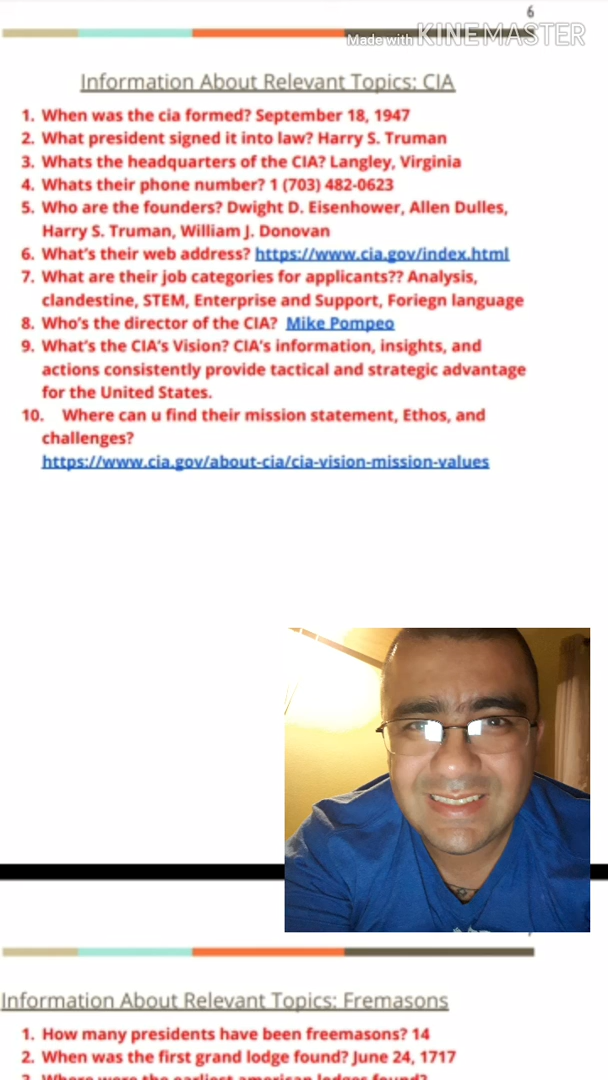 6
Made with KINEMASTER
Information About Relevant Topics: CIA
1. When was the cia formed? September 18, 1947
2. What president signed it into law? Harry S. Truman
3. Whats the headquarters of the CIA? Langley, Virginia
4. Whats their phone number? 1 (703) 482-0623
5. Who are the founders? Dwight D. Eisenhower, Allen Dulles,
Harry S. Truman, William J. Donovan
6. What's their web address? https://www.cia.gov/index.html
7. What are their job categories for applicants?? Analysis,
clandestine, STEM, Enterprise and Support, Foriegn language
8. Who's the director of the CIA? Mike Pompeo
9. What's the CIA's Vision? CIA's information, insights, and
actions consistently provide tactical and strategic advantage
for the United States.
10. Where can u find their mission statement, Ethos, and
challenges?
https://www.cia.gov/about-cia/cia-vision-mission-values
Information About Relevant Topics: Fremasons
1. How many presidents have been freemasons? 14
2. When was the first grand lodge found? June 24, 1717
3. Where were the earliest american lodges found?